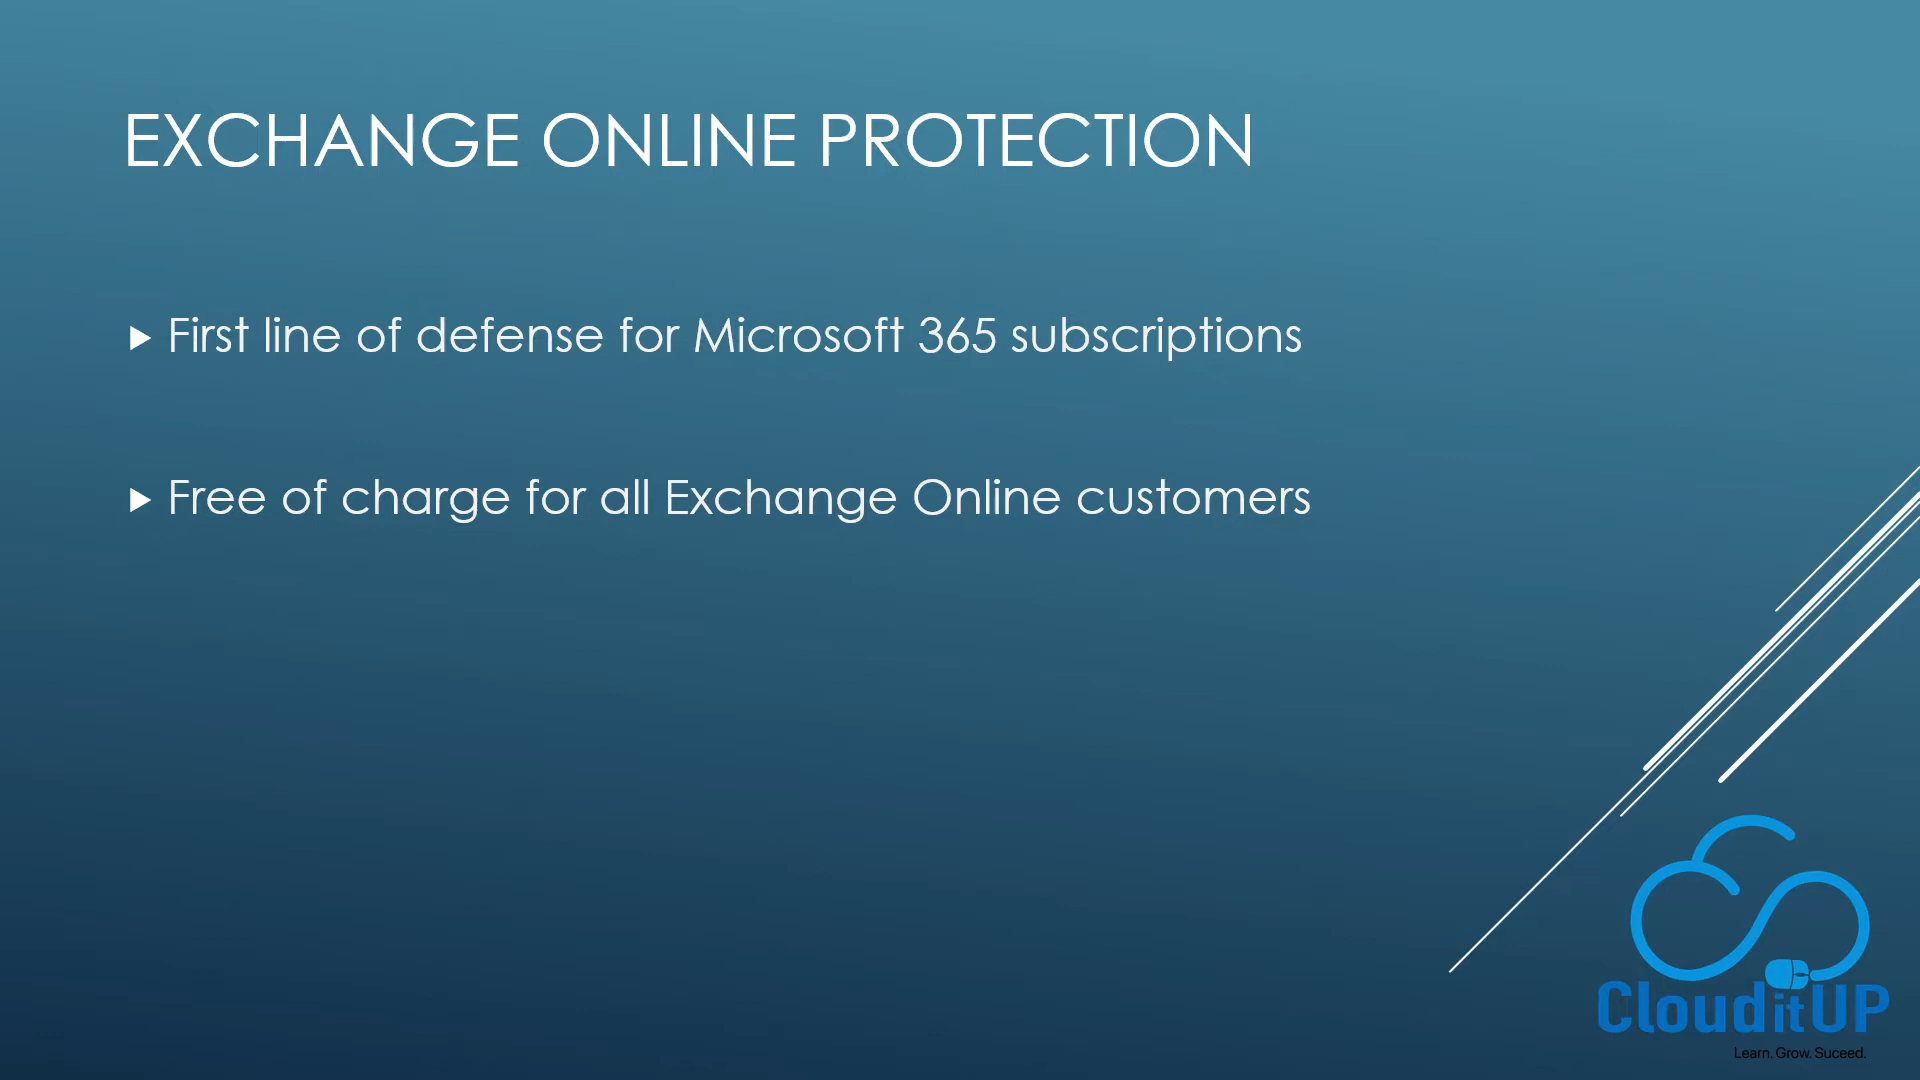 EXCHANGE ONLINE PROTECTION
First line of defense for Microsoft 365 subscriptions
Free of charge for all Exchange Online customers
ClouditUP
Learn. Grow. Suceed.